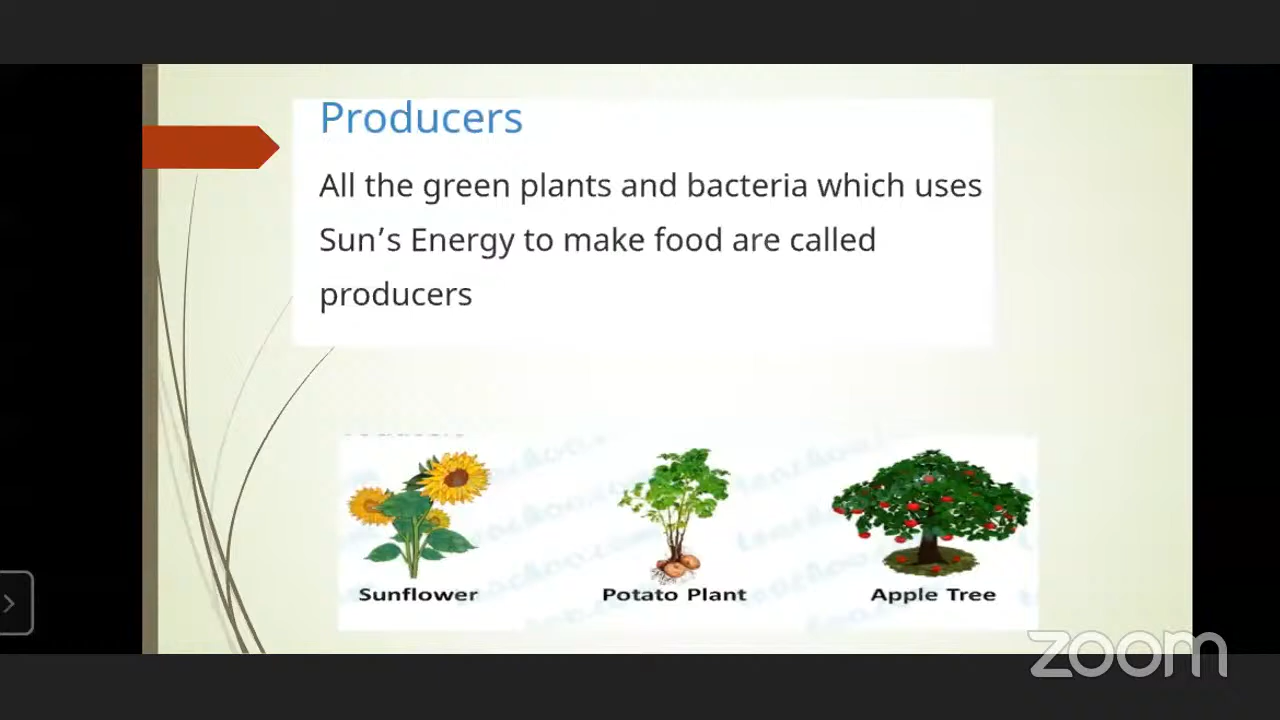 Producers
All the green plants and bacteria which uses
Sun’s Energy to make food are called
producers
Sunflower
Potato Plant
Apple Tree
zoom